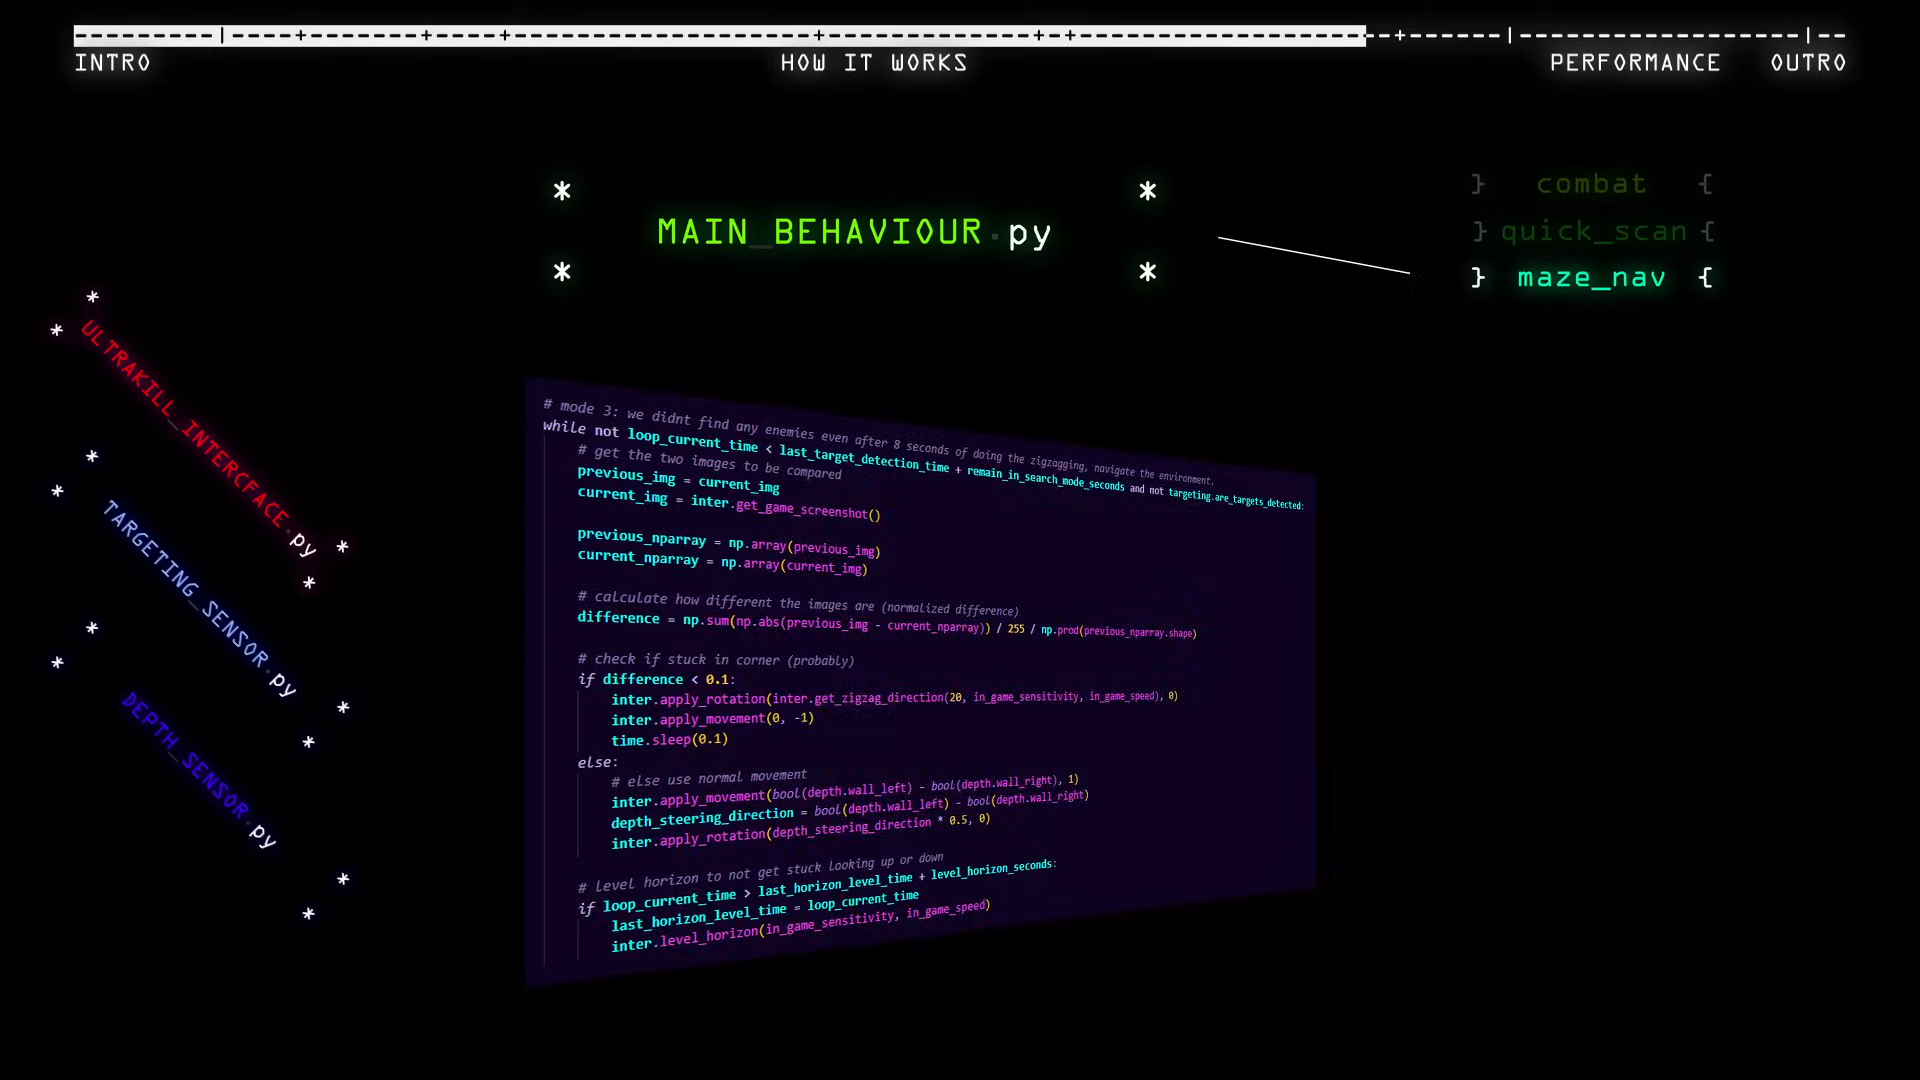 ---------|----+-------+----+-------------------+-------------+-+--------------------+------|------------------|--
INTRO
HOW IT WORKS
PERFORMANCE
OUTRO
* *
MAIN_BEHAVIOUR.py
* *
} combat {
} quick_scan {
} maze_nav {
* *
ULTRAKILL_INTERCFACE.py
* *
* *
TARGETING_SENSOR.py
* *
* *
DEPTH_SENSOR.py
* *
# mode 3: we didnt find any enemies even after 8 seconds of doing the zigzagging, navigate the environment.
while not loop_current_time < last_target_detection_time + remain_in_search_mode_seconds and not targeting.are_targets_detected:
# get the two images to be compared
previous_img = current_img
current_img = inter.get_game_screenshot()
previous_nparray = np.array(previous_img)
current_nparray = np.array(current_img)
# calculate how different the images are (normalized difference)
difference = np.sum(np.abs(previous_img - current_nparray)) / 255 / np.prod(previous_nparray.shape)
# check if stuck in corner (probably)
if difference < 0.1:
inter.apply_rotation(inter.get_zigzag_direction(20, in_game_sensitivity, in_game_speed), 0)
inter.apply_movement(0, -1)
time.sleep(0.1)
else:
# else use normal movement
inter.apply_movement(bool(depth.wall_left) - bool(depth.wall_right), 1)
depth_steering_direction = bool(depth.wall_left) - bool(depth.wall_right)
inter.apply_rotation(depth_steering_direction * 0.5, 0)
# level horizon to not get stuck looking up or down
if loop_current_time > last_horizon_level_time + level_horizon_seconds:
last_horizon_level_time = loop_current_time
inter.level_horizon(in_game_sensitivity, in_game_speed)